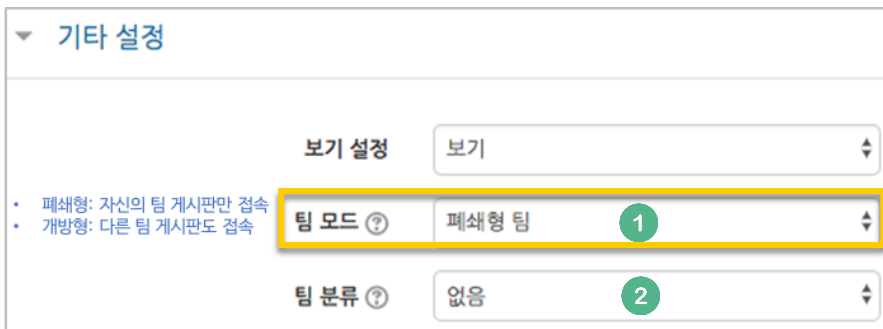 기타 설정
보기 설정 보기
• 폐쇄형: 자신의 팀 게시판만 접속
• 개방형: 다른 팀 게시판도 접속
팀 모드 ? 폐쇄형 팀 1
팀 분류 ? 없음 2